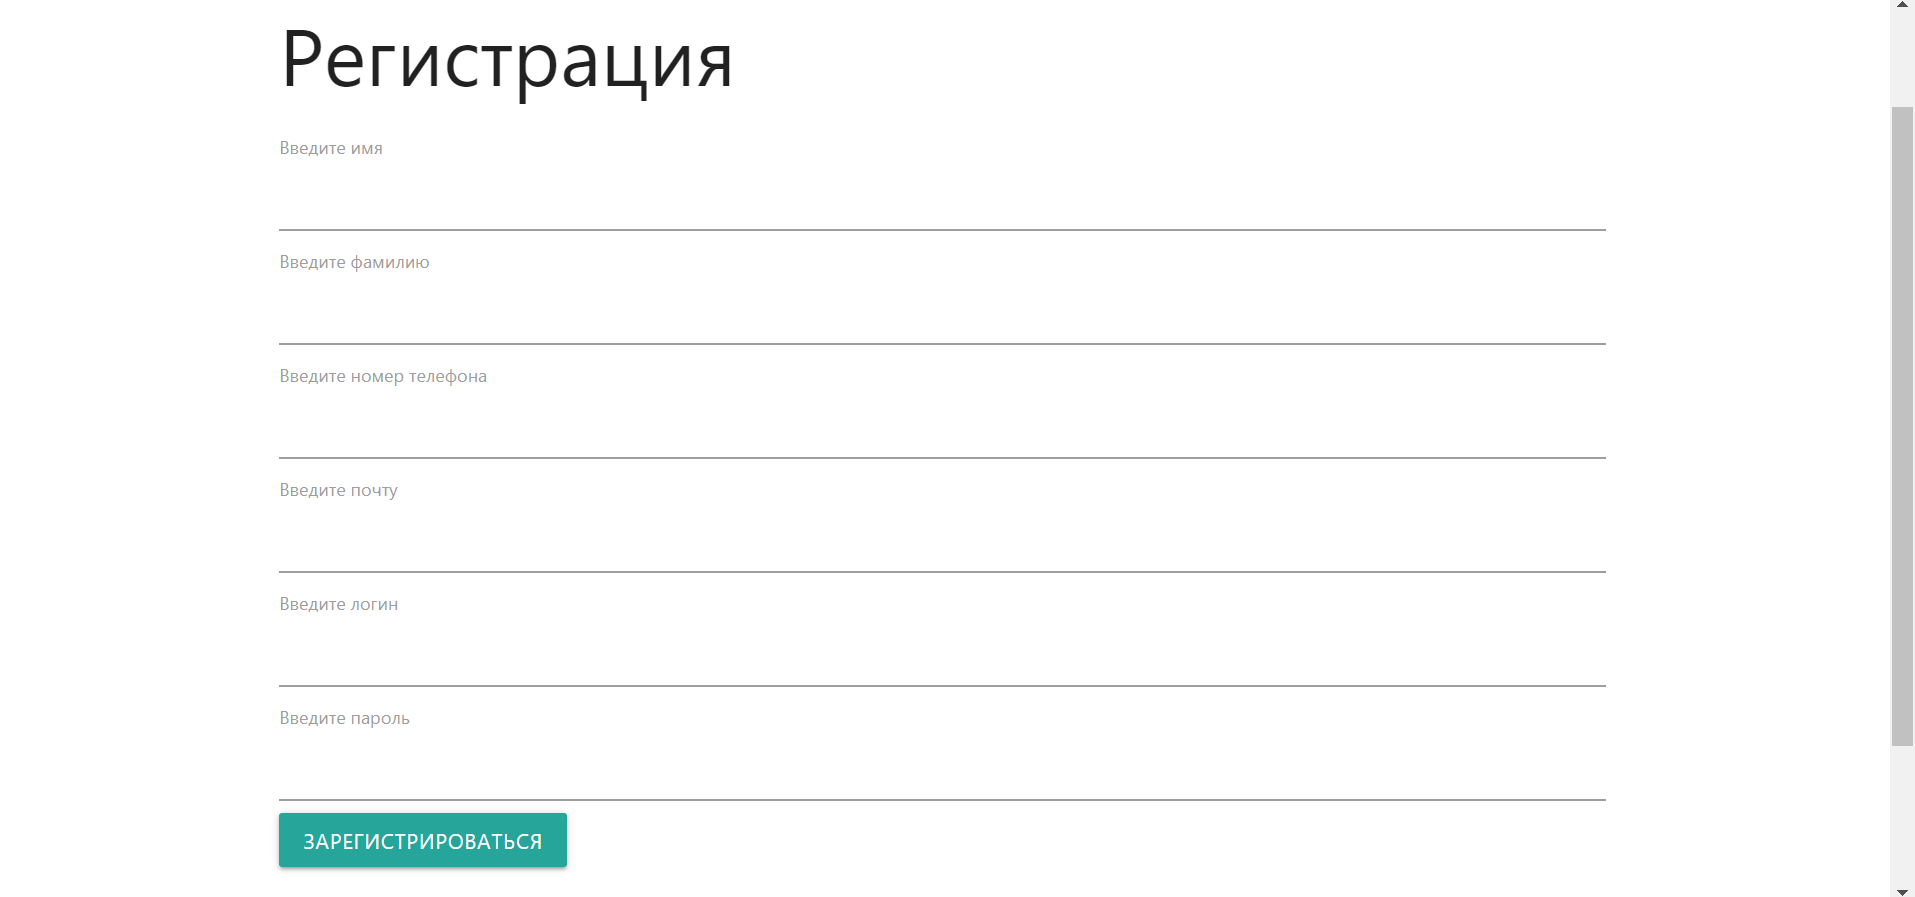 Регистрация
Введите имя
Введите фамилию
Введите номер телефона
Введите почту
Введите логин
Введите пароль
ЗАРЕГИСТРИРОВАТЬСЯ